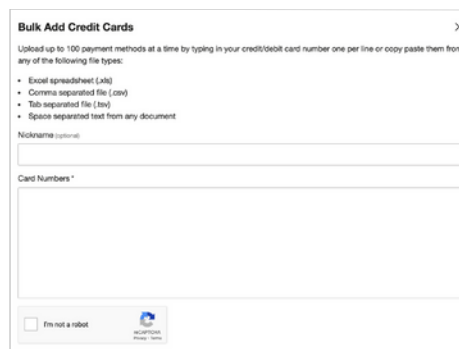 Bulk Add Credit Cards
Upload up to 100 payment methods at a time by typing in your credit/debit card number one per line or copy paste them from
any of the following file types:
Excel spreadsheet (.xls)
Comma separated file (.csv)
Tab separated file (.tsv)
Space separated text from any document
Nickname (optional)
Card Numbers *
I'm not a robot
reCAPTCHA
Privacy - Terms